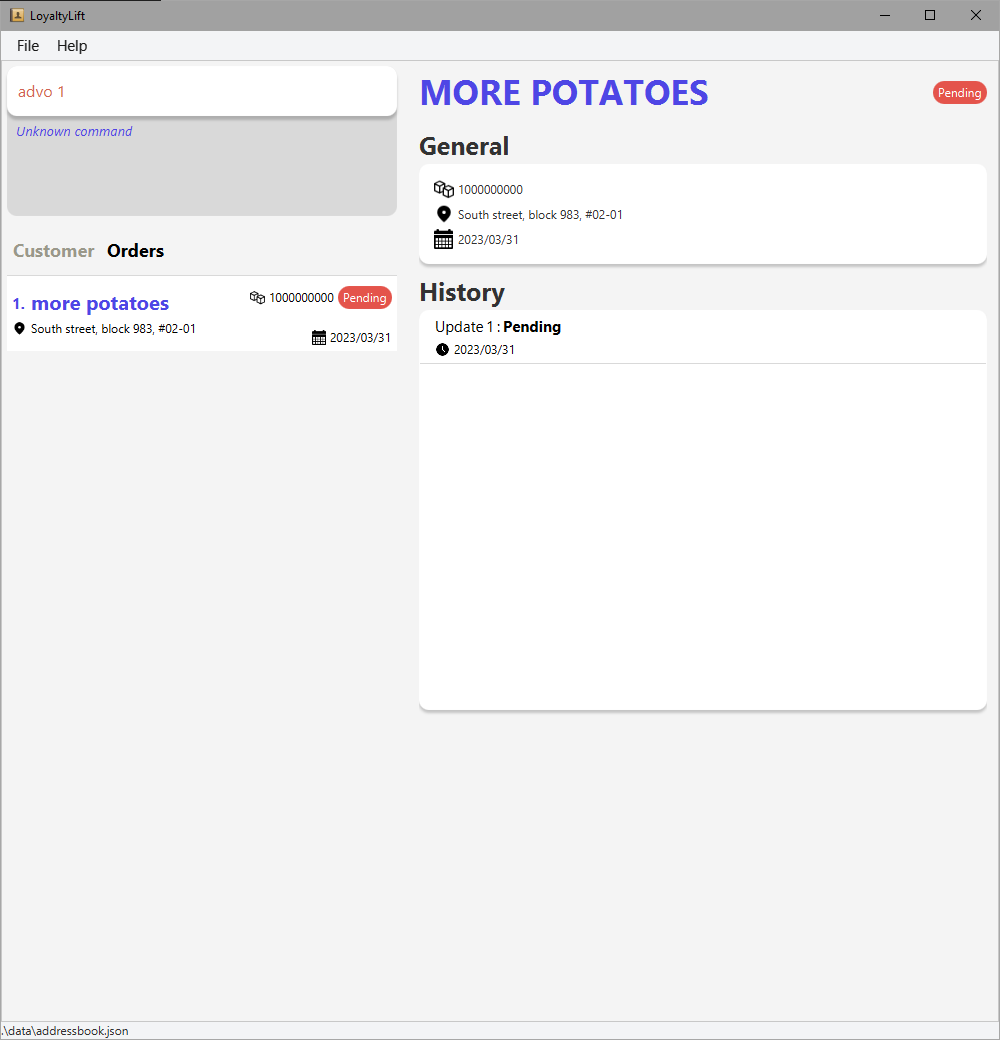 LoyaltyLift
File Help
advo 1
Unknown command
Customer Orders
1. more potatoes
1000000000 Pending
South street, block 983, #02-01
2023/03/31
MORE POTATOES
Pending
General
1000000000
South street, block 983, #02-01
2023/03/31
History
Update 1 : Pending
2023/03/31
.\data\addressbook.json